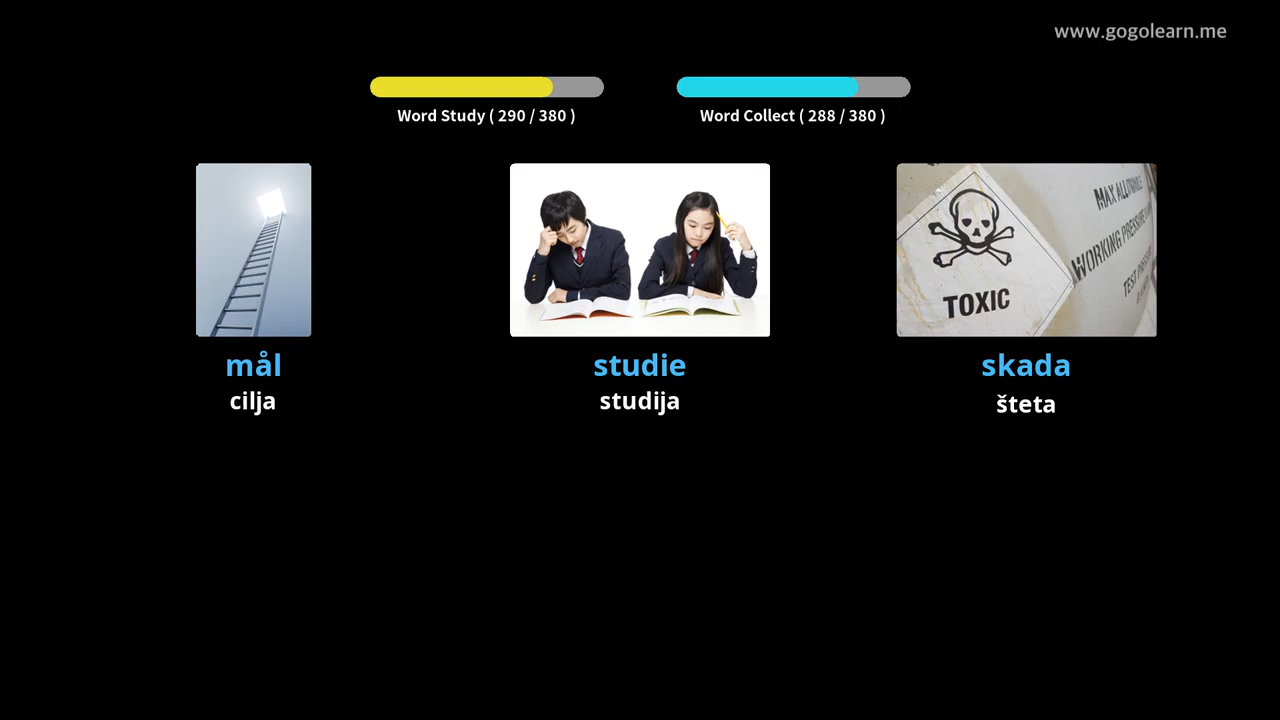 www.gogolearn.me
Word Study ( 290 / 380 )
Word Collect ( 288 / 380 )
TOXIC
MAX ALLOWABLE
WORKING PRESSURE
TEST
mål
studie
skada
cilja
studija
šteta